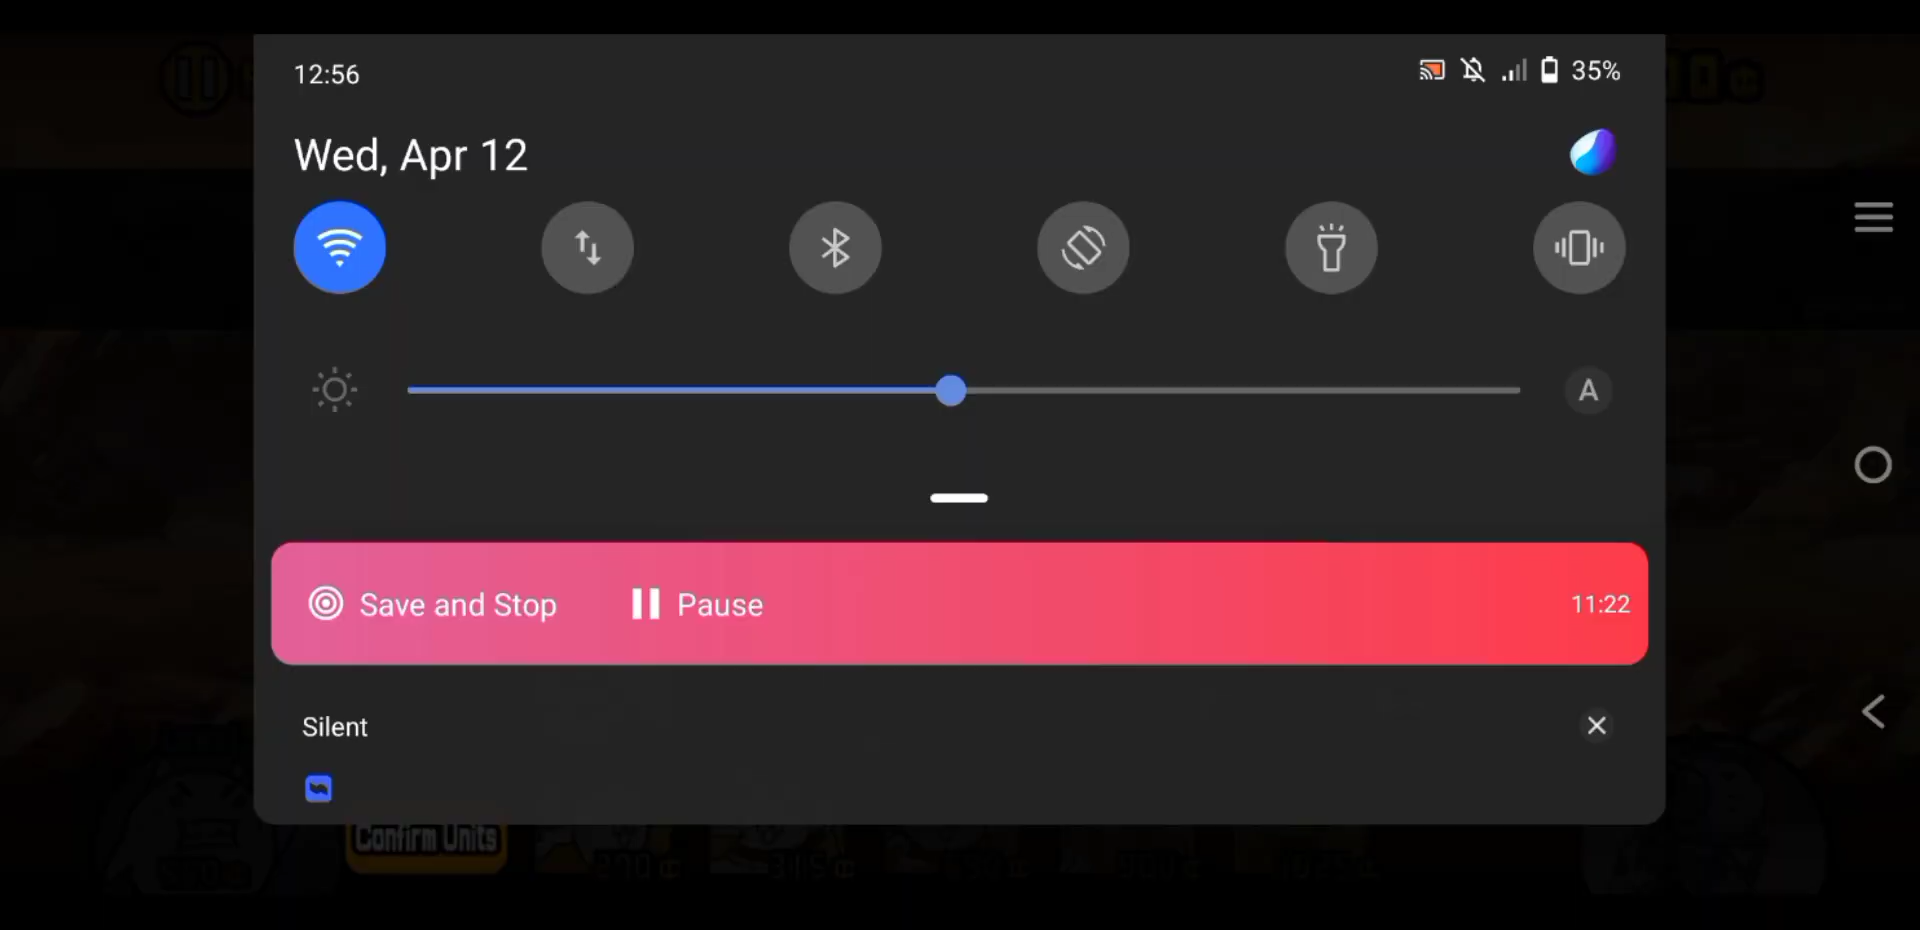 12:56
35%
Wed, Apr 12
A
Save and Stop
Pause
11:22
Silent
Confirm Units